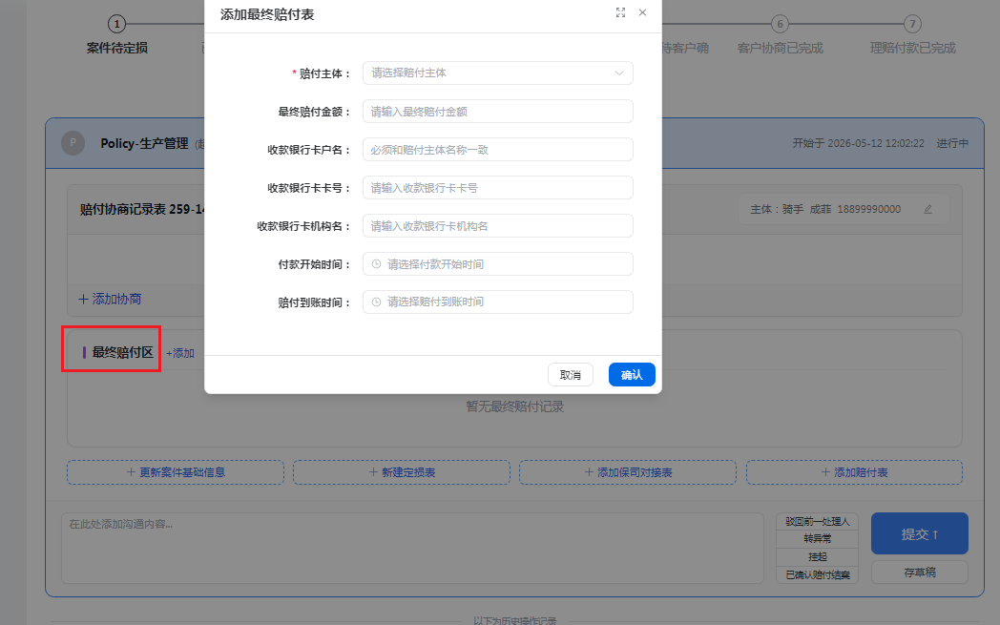 添加最终赔付表
1
6
7
案件待定损
待客户确
客户协商已完成
理赔付款已完成
* 赔付主体：
请选择赔付主体
最终赔付金额：
请输入最终赔付金额
收款银行卡户名：
必须和赔付主体名称一致
收款银行卡卡号：
请输入收款银行卡卡号
收款银行卡机构名：
请输入收款银行卡机构名
付款开始时间：
请选择付款开始时间
赔付到账时间：
请选择赔付到账时间
取消
确认
P
Policy-生产管理
开始于 2026-05-12 12:02:22
进行中
赔付协商记录表 259-14
主体：骑手 成菲 18899990000
+ 添加协商
最终赔付区
+添加
暂无最终赔付记录
+ 更新案件基础信息
+ 新建定损表
+ 添加保司对接表
+ 添加赔付表
在此处添加沟通内容...
驳回前一处理人
转异常
挂起
已确认赔付结案
提交 ↑
存草稿
以下为历史操作记录